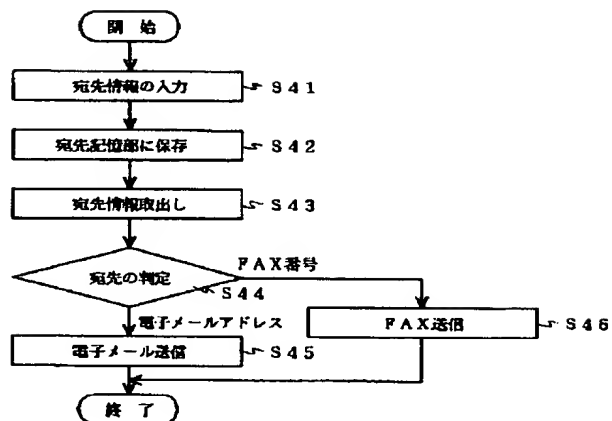 開 始
宛先情報の入力 S41
宛先記憶部に保存 S42
宛先情報取出し S43
宛先の判定 S44
FAX番号
電子メールアドレス
FAX送信 S46
電子メール送信 S45
終 了